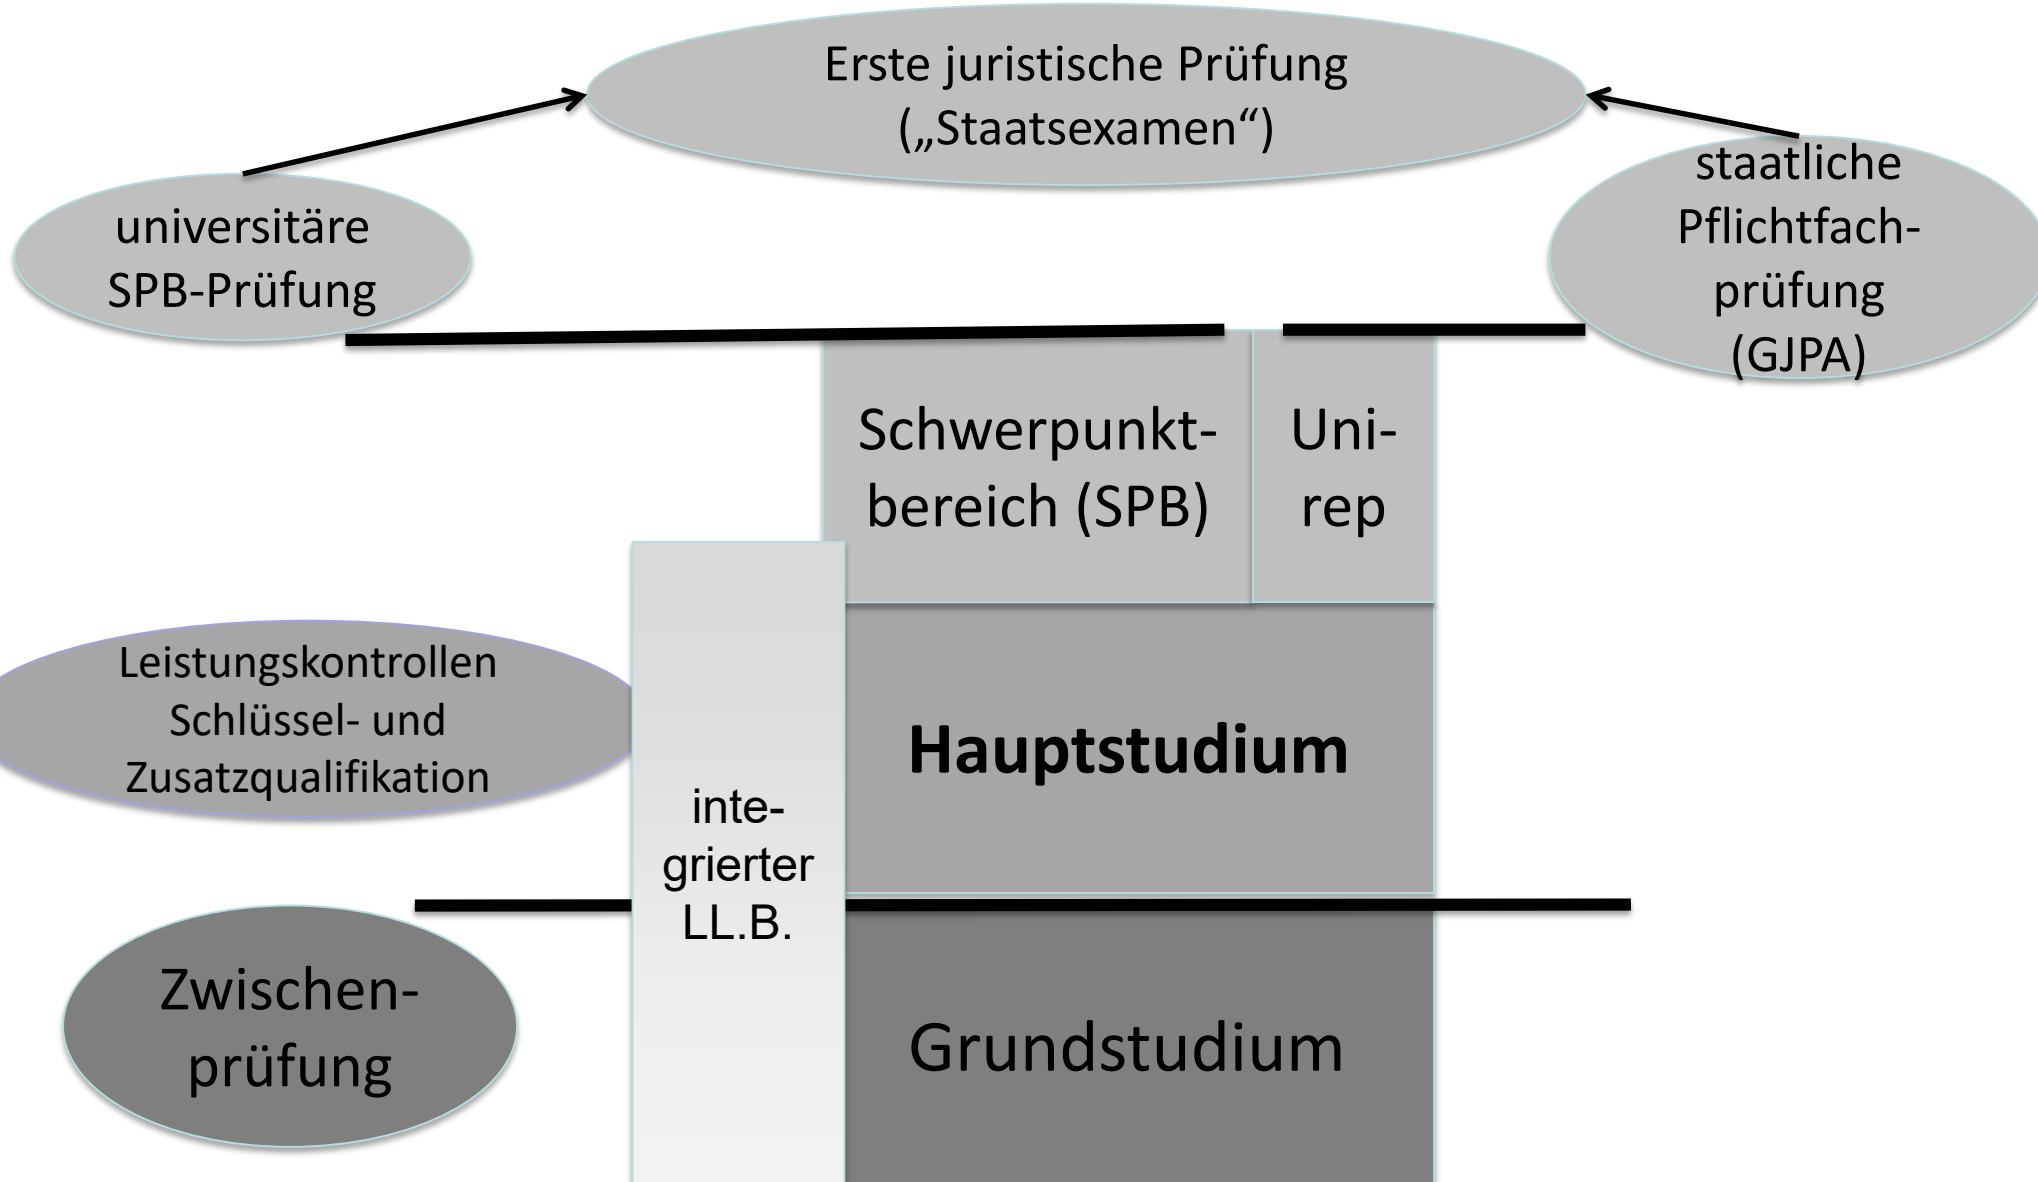 Erste juristische Prüfung
(„Staatsexamen“)
universitäre
SPB-Prüfung
staatliche
Pflichtfach-
prüfung
(GJPA)
Schwerpunkt-
bereich (SPB)
Uni-
rep
Leistungskontrollen
Schlüssel- und
Zusatzqualifikation
inte-
grierter
LL.B.
Hauptstudium
Zwischen-
prüfung
Grundstudium